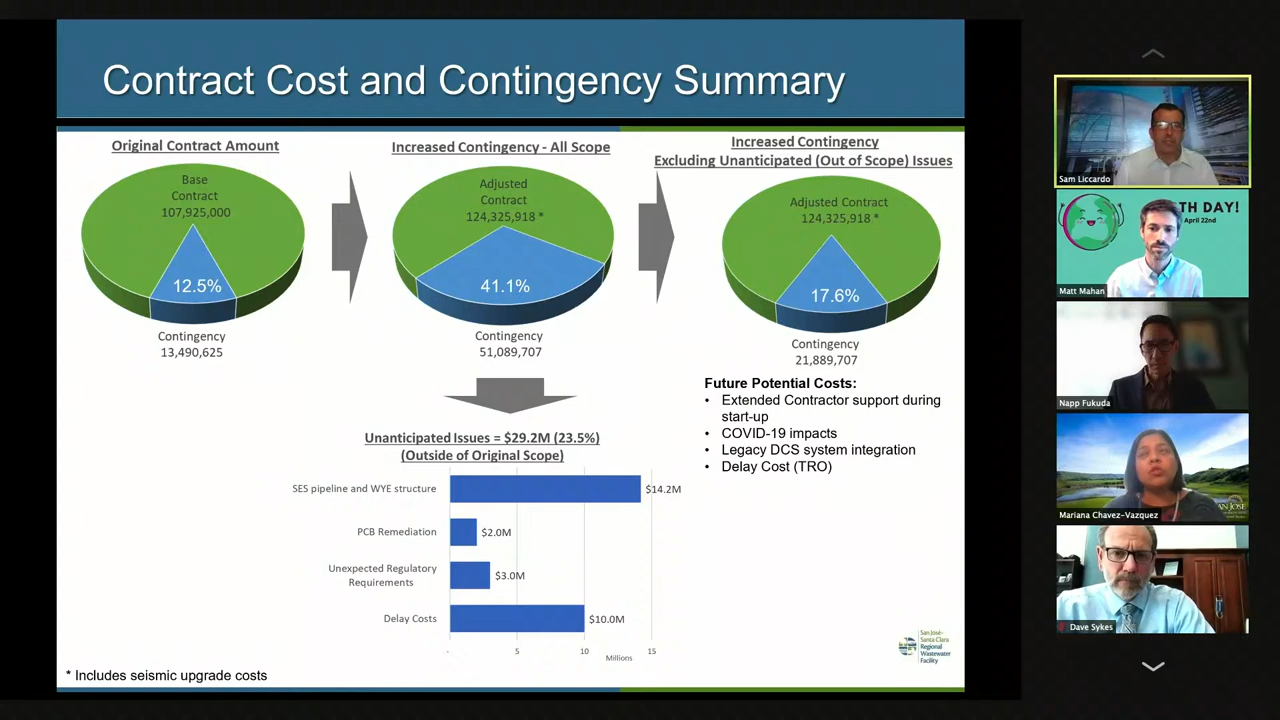 Contract Cost and Contingency Summary
Original Contract Amount
Base
Contract
107,925,000
12.5%
Contingency
13,490,625
Increased Contingency - All Scope
Adjusted
Contract
124,325,918 *
41.1%
Contingency
51,089,707
Increased Contingency
Excluding Unanticipated (Out of Scope) Issues
Adjusted Contract
124,325,918 *
17.6%
Contingency
21,889,707
Future Potential Costs:
• Extended Contractor support during
start-up
• COVID-19 impacts
• Legacy DCS system integration
• Delay Cost (TRO)
Unanticipated Issues = $29.2M (23.5%)
(Outside of Original Scope)
SES pipeline and WYE structure
$14.2M
PCB Remediation
$2.0M
Unexpected Regulatory
Requirements
$3.0M
Delay Costs
$10.0M
- 5 10 15
Millions
* Includes seismic upgrade costs
San José-
Santa Clara
Regional
Wastewater
Facility
Sam Liccardo
TH DAY!
April 22nd
Matt Mahan
Napp Fukuda
AN JOSE
Mariana Chavez-Vazquez
Dave Sykes